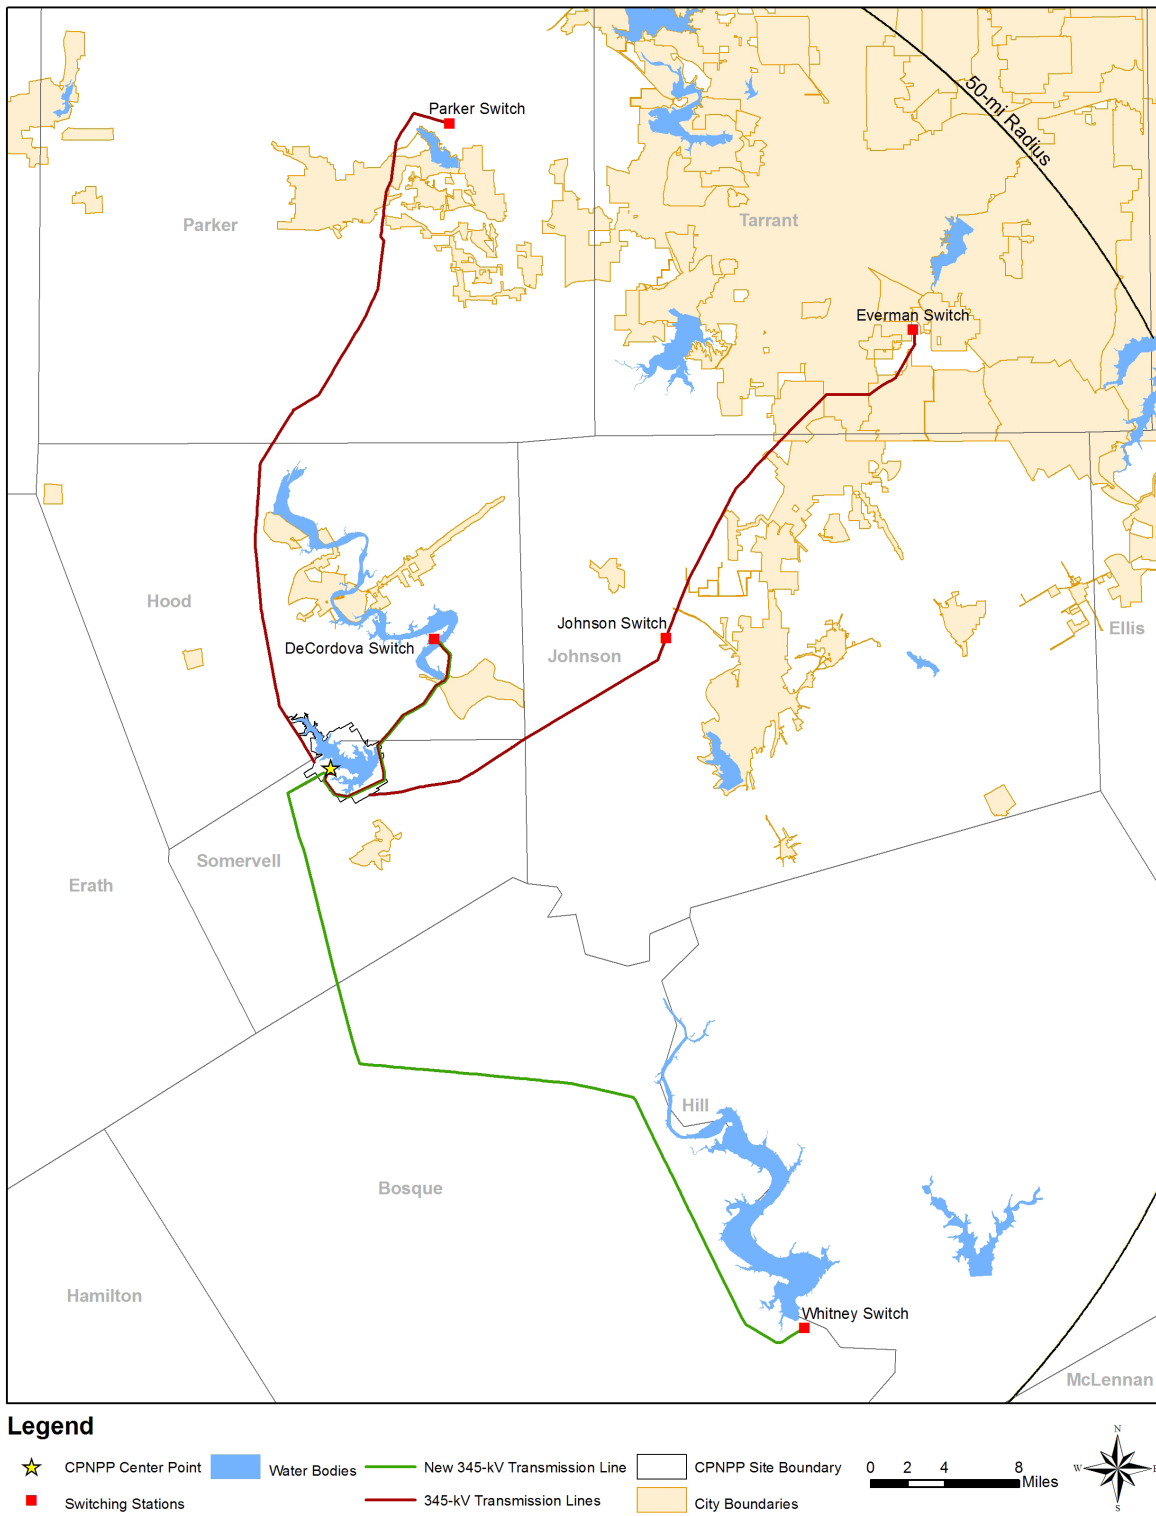 Parker Switch
50-mi Radius
Parker
Tarrant
Everman Switch
Hood
Johnson Switch
Ellis
DeCordova Switch
Johnson
Somervell
Erath
Hill
Bosque
Hamilton
Whitney Switch
McLennan
Legend
CPNPP Center Point
Water Bodies
New 345-kV Transmission Line
CPNPP Site Boundary
Switching Stations
345-kV Transmission Lines
City Boundaries
0 2 4 8
Miles
N
W E
S